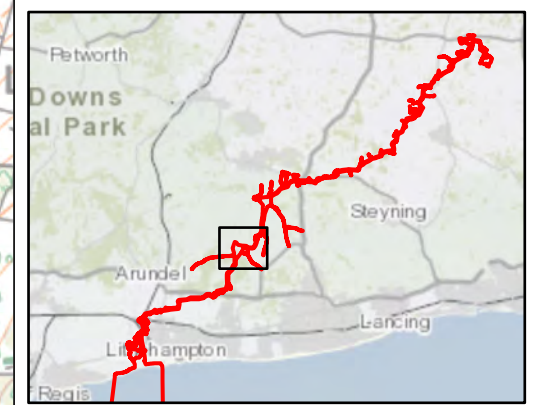 Petworth
Downs
al Park
Steyning
Arundel
Lancing
Littlehampton
Regis